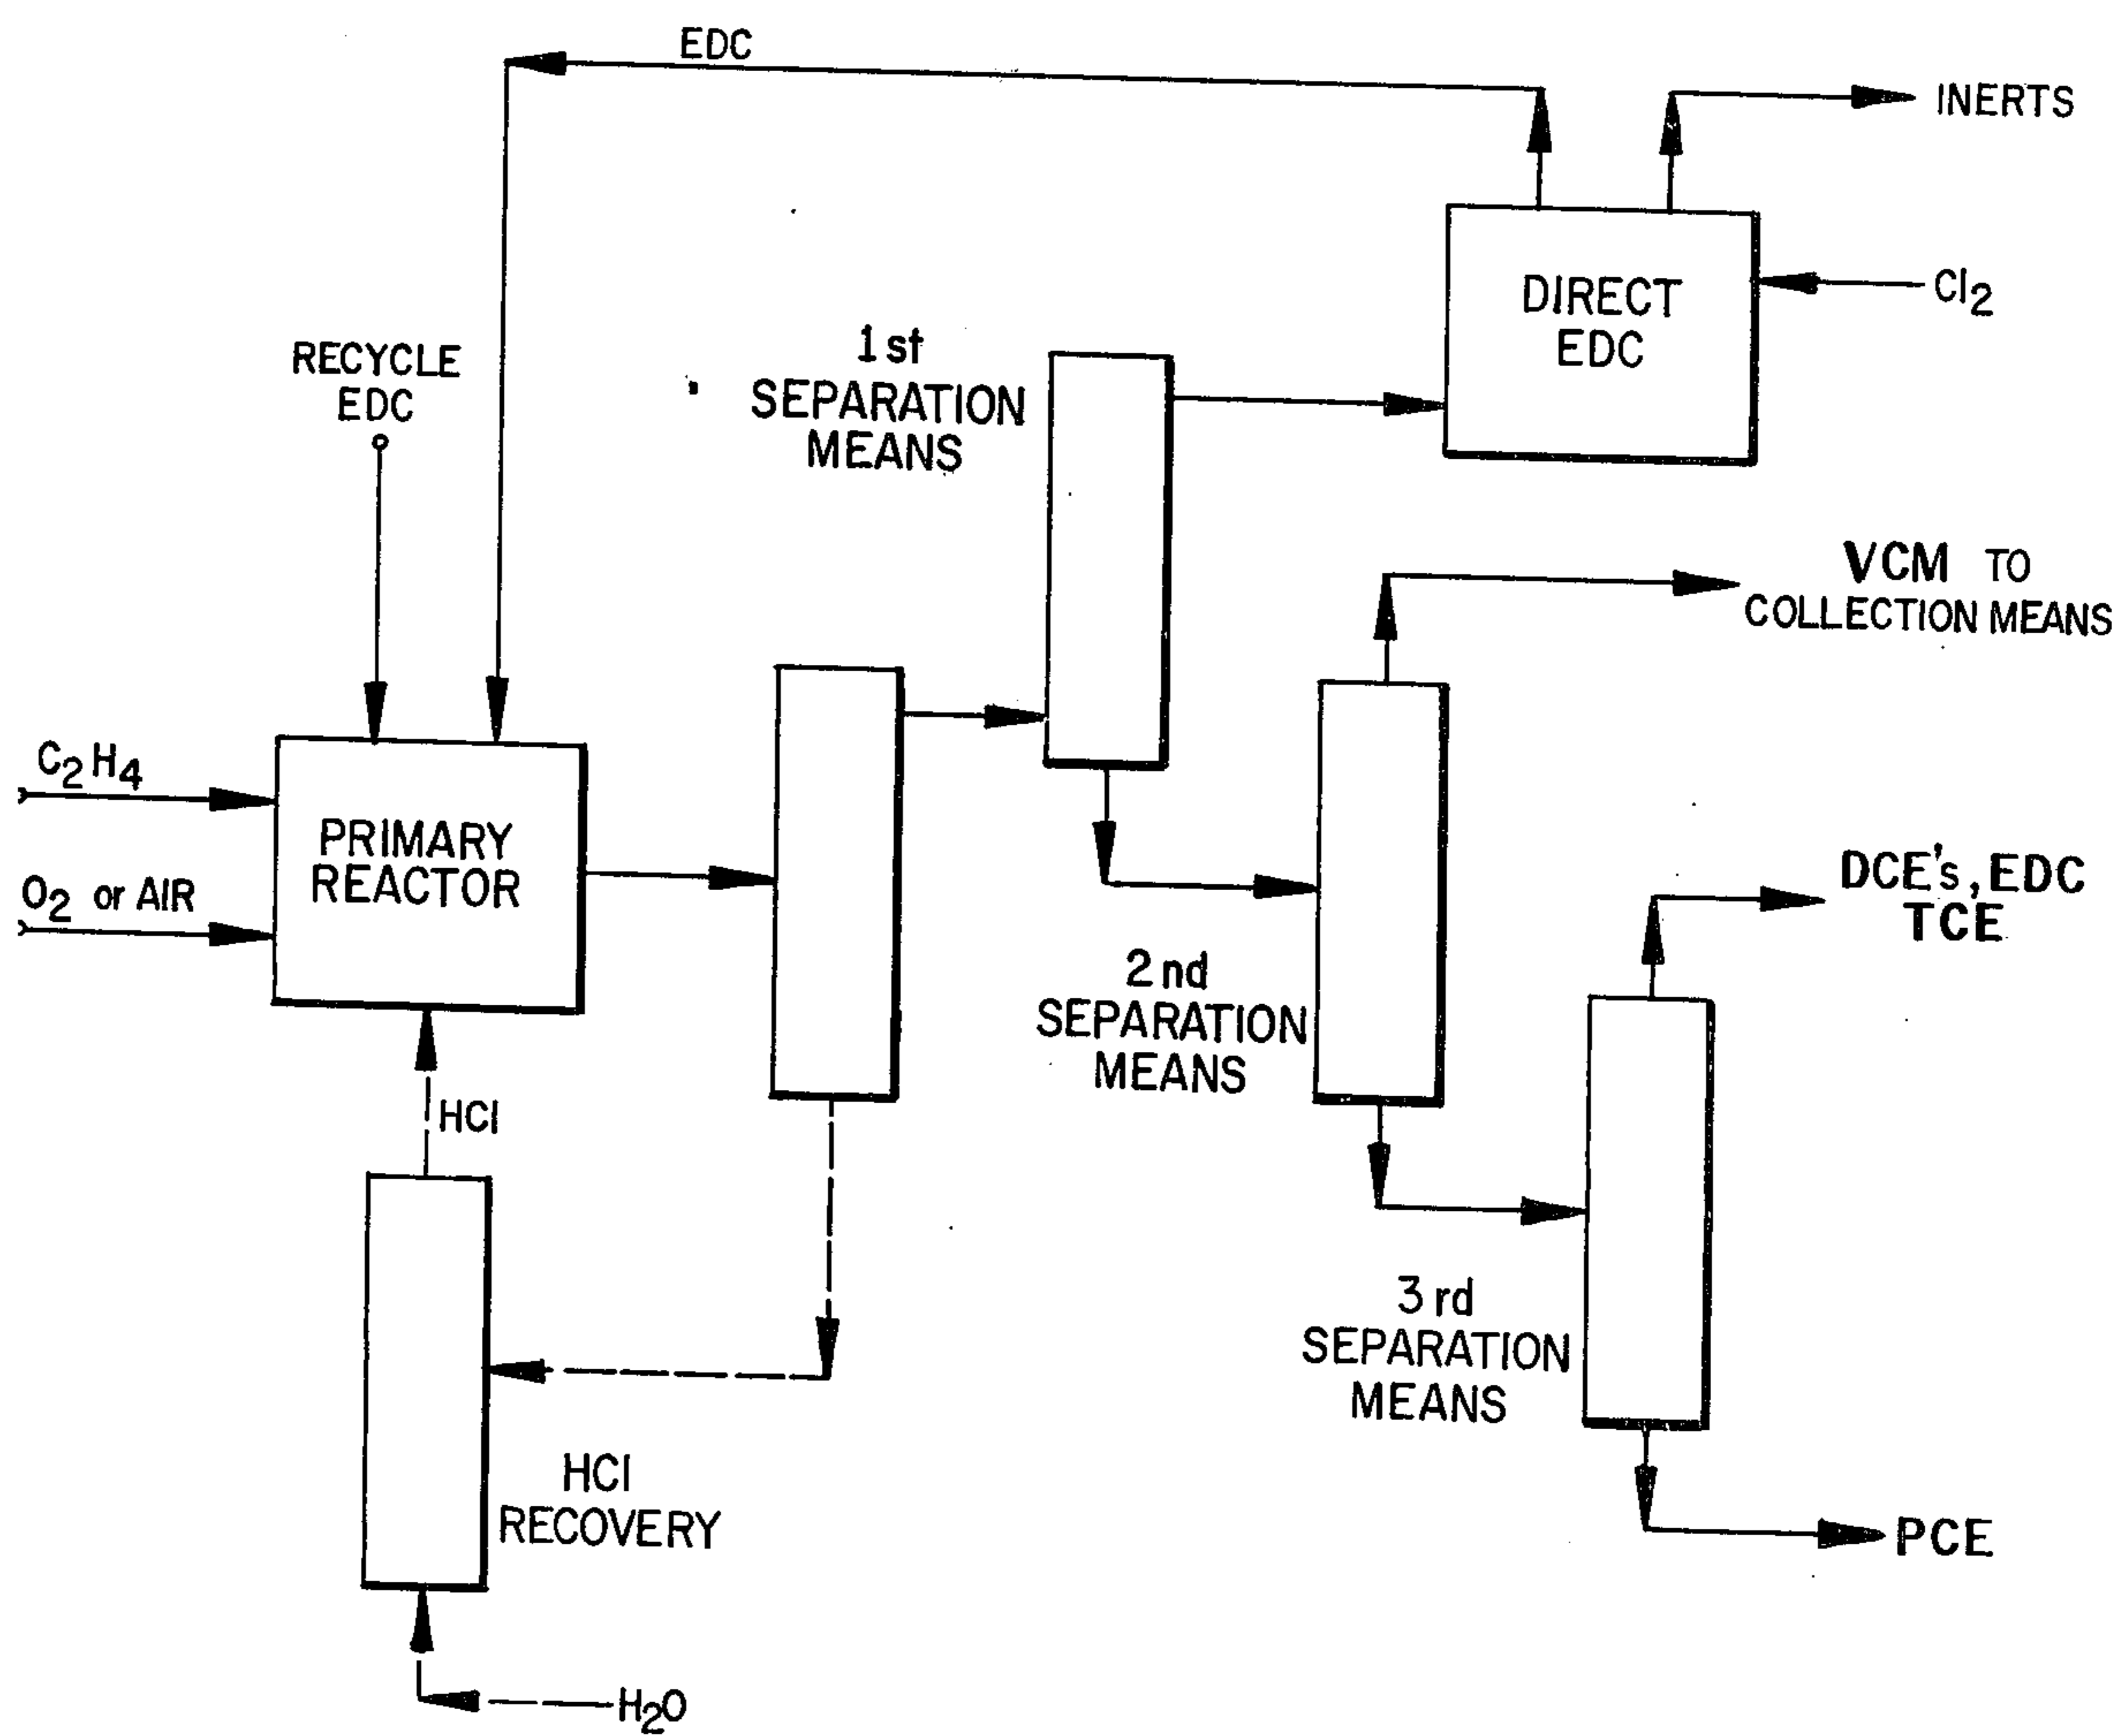 EDC
INERTS
Cl2
DIRECT
EDC
1st
SEPARATION
MEANS
RECYCLE
EDC
VCM TO
COLLECTION MEANS
C2H4
PRIMARY
REACTOR
O2 or AIR
DCE's, EDC
TCE
2nd
SEPARATION
MEANS
HCl
3rd
SEPARATION
MEANS
HCl
RECOVERY
PCE
H2O